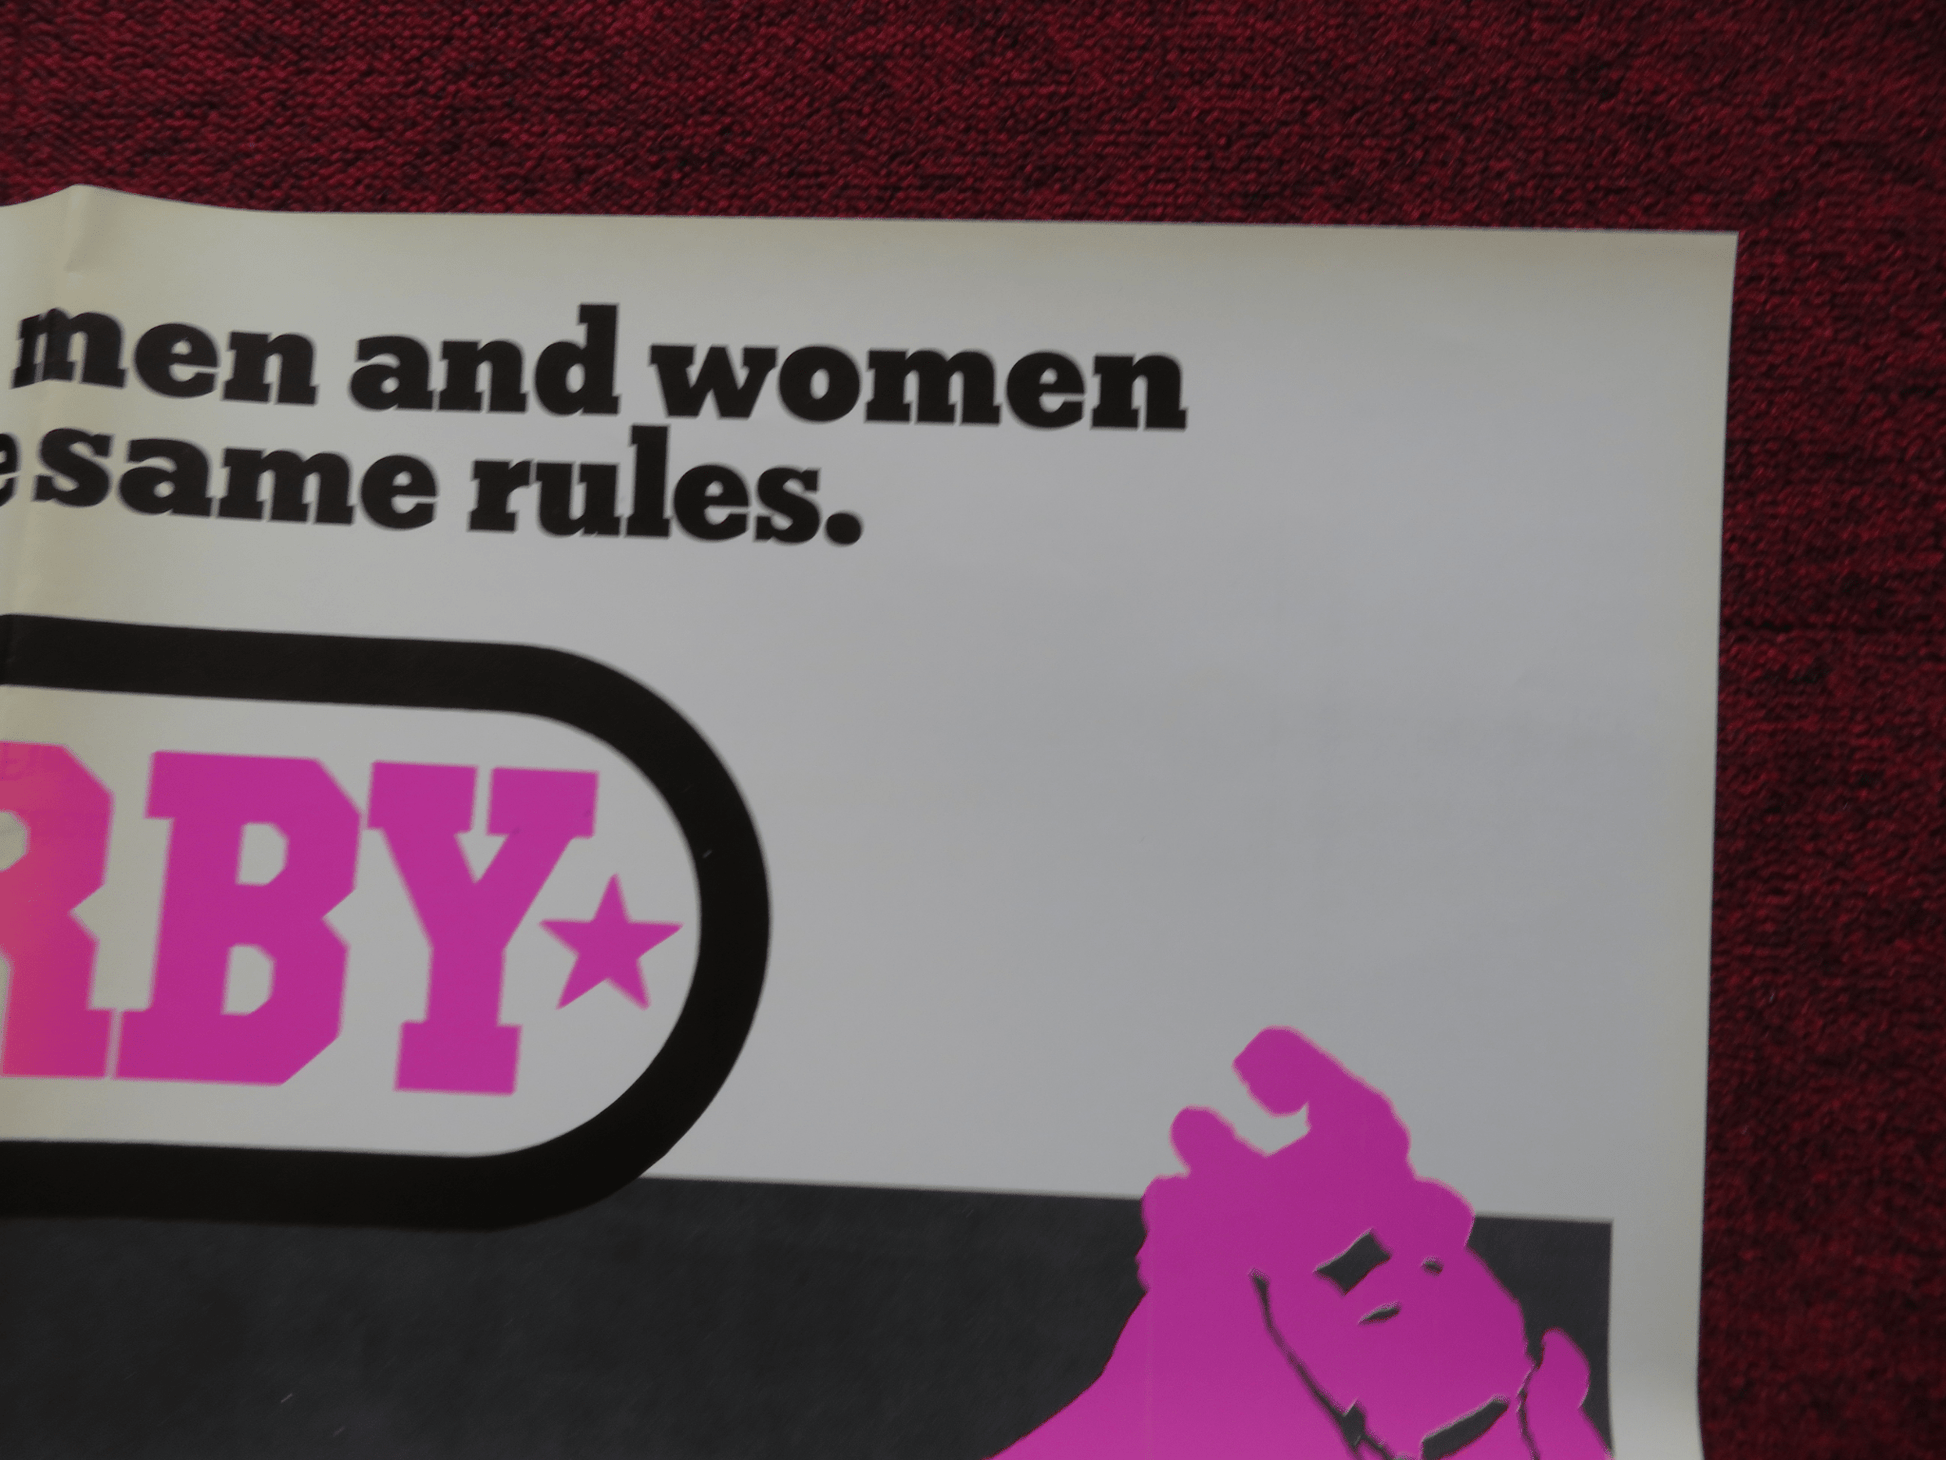 men and women
e same rules.
RBY